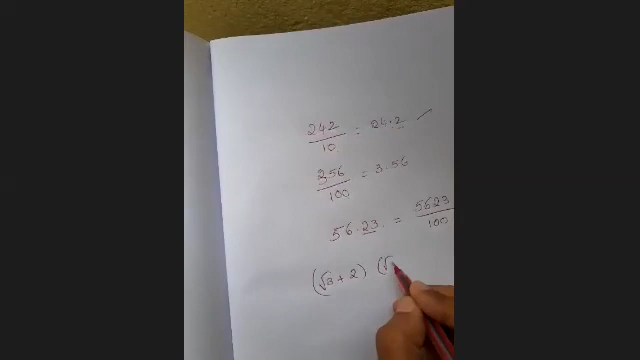 242/10 = 24.2 ✓
356/100 = 3.56
56.23. = 5623/100
(√3 + 2) (√